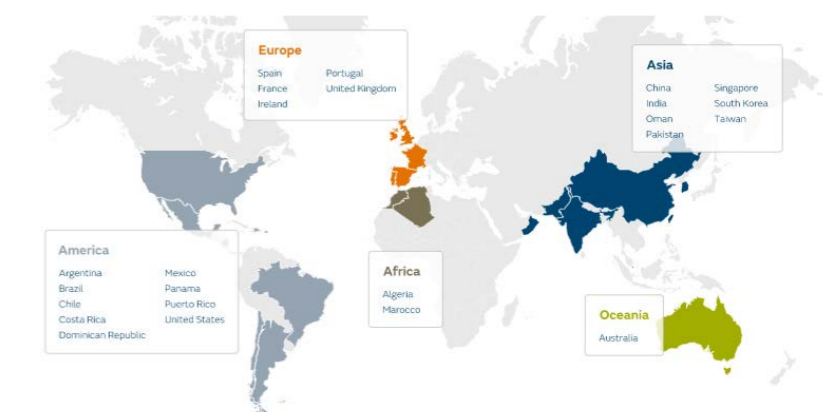 Europe
Spain Portugal
France United Kingdom
Ireland
Asia
China Singapore
India South Korea
Oman Taiwan
Pakistan
America
Argentina Mexico
Brazil Panama
Chile Puerto Rico
Costa Rica United States
Dominican Republic
Africa
Algeria
Marocco
Oceania
Australia